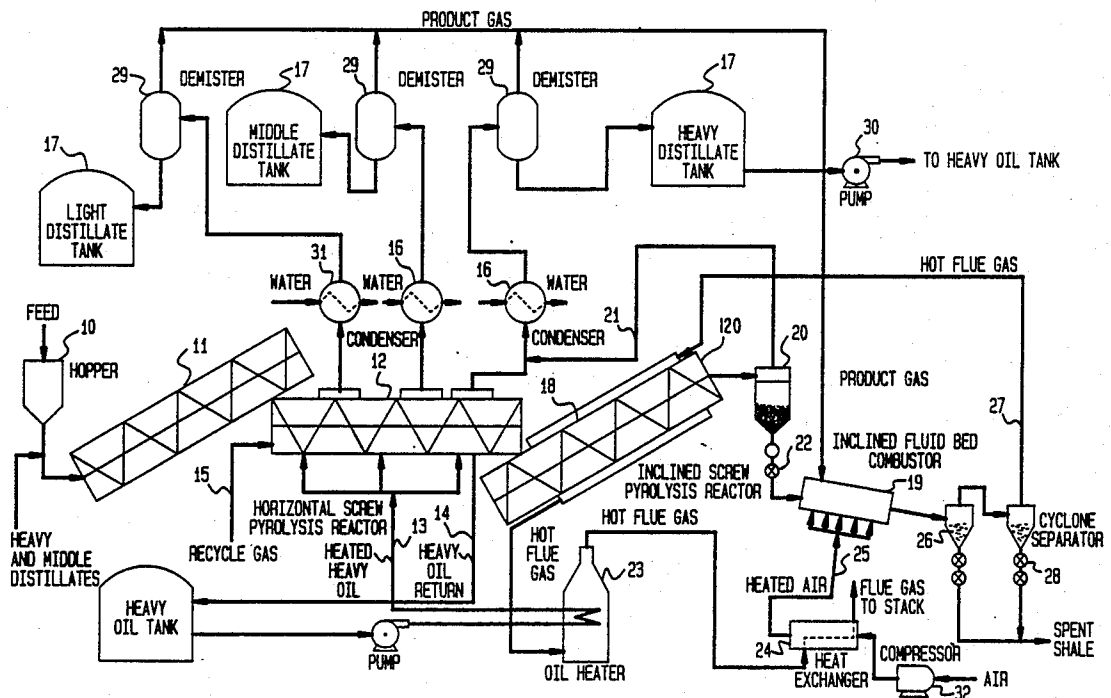 PRODUCT GAS
29
DEMISTER
17
29
DEMISTER
29
DEMISTER
17
17
MIDDLE
DISTILLATE
TANK
HEAVY
DISTILLATE
TANK
30
TO HEAVY OIL TANK
PUMP
LIGHT
DISTILLATE
TANK
31
16
16
WATER
WATER
WATER
HOT FLUE GAS
FEED
10
HOPPER
11
CONDENSER
12
CONDENSER
21
18
120
20
PRODUCT GAS
27
22
INCLINED FLUID BED
COMBUSTOR
19
15
HORIZONTAL SCREW
PYROLYSIS REACTOR
14
INCLINED SCREW
PYROLYSIS REACTOR
HEAVY
AND MIDDLE
DISTILLATES
RECYCLE GAS
13
HEATED
HEAVY
OIL
HEAVY
OIL
RETURN
HOT
FLUE
GAS
HOT FLUE GAS
23
26
CYCLONE
SEPARATOR
28
25
HEATED AIR
FLUE GAS
TO STACK
HEAVY
OIL TANK
PUMP
OIL HEATER
24
HEAT
EXCHANGER
COMPRESSOR
32
AIR
SPENT
SHALE